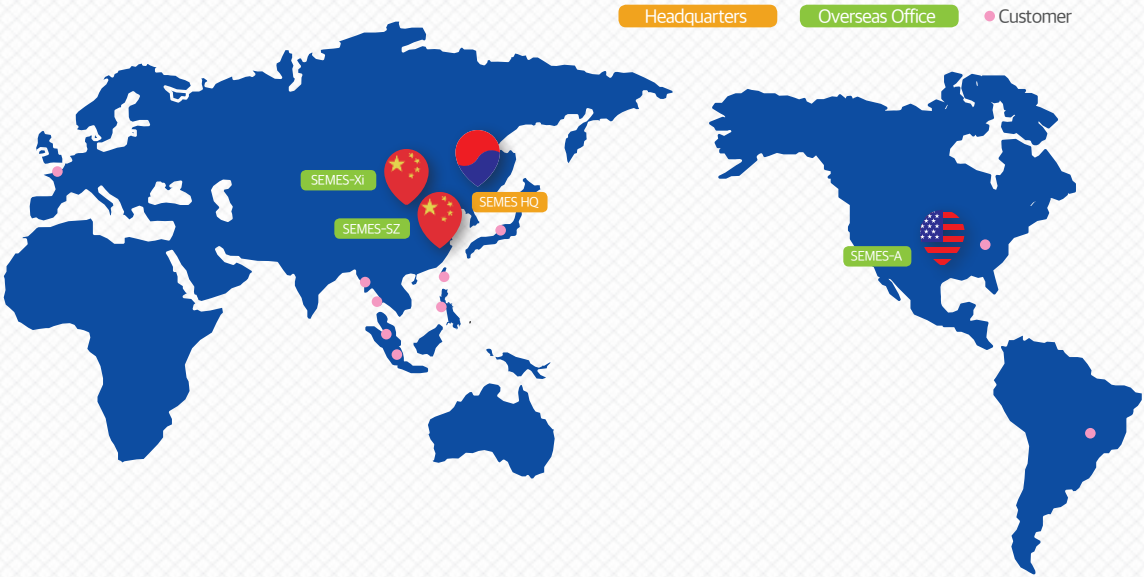 Headquarters
Overseas Office
Customer
SEMES-Xi
SEMES HQ
SEMES-SZ
SEMES-A